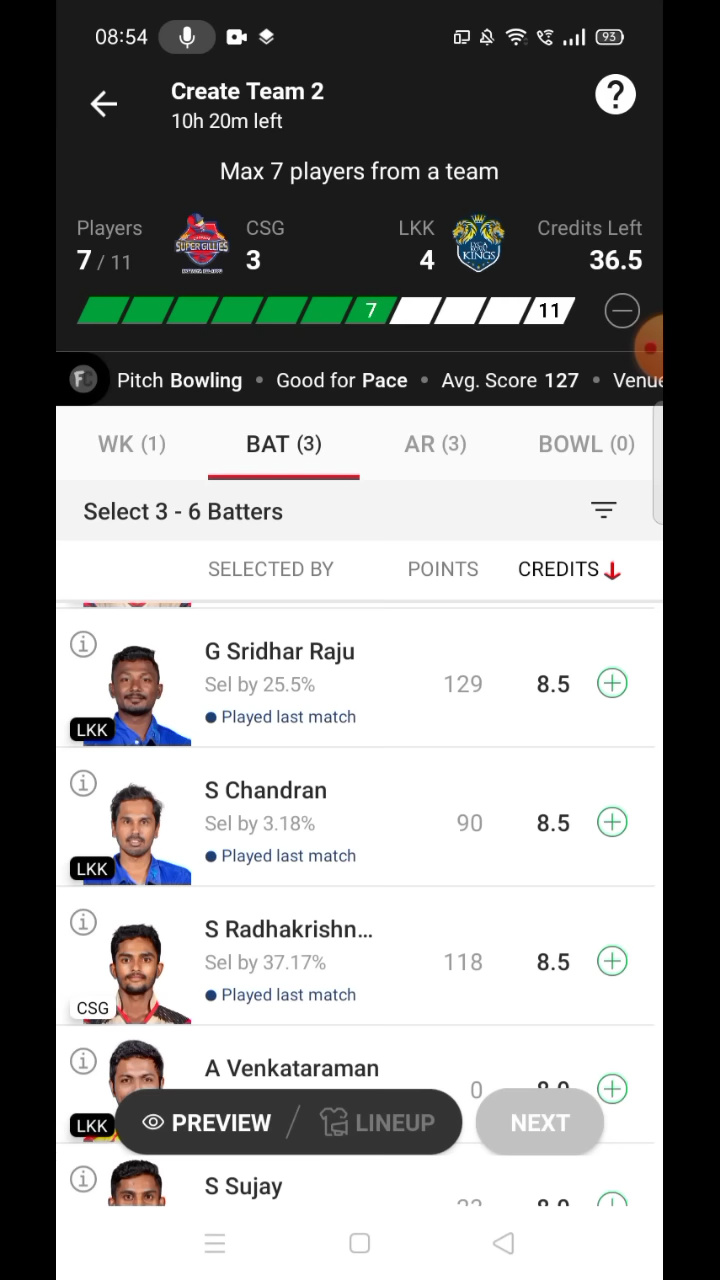 08:54 93
Create Team 2
10h 20m left
?
Max 7 players from a team
Players CSG LKK Credits Left
7 / 11 SUPER GILLIES 3 4 KINGS 36.5
7 11
FC Pitch Bowling • Good for Pace • Avg. Score 127 • Venue
WK (1) BAT (3) AR (3) BOWL (0)
Select 3 - 6 Batters
SELECTED BY POINTS CREDITS
G Sridhar Raju
Sel by 25.5% 129 8.5
Played last match
LKK
S Chandran
Sel by 3.18% 90 8.5
Played last match
LKK
S Radhakrishn...
Sel by 37.17% 118 8.5
Played last match
CSG
A Venkataraman
0
LKK
PREVIEW / LINEUP NEXT
S Sujay